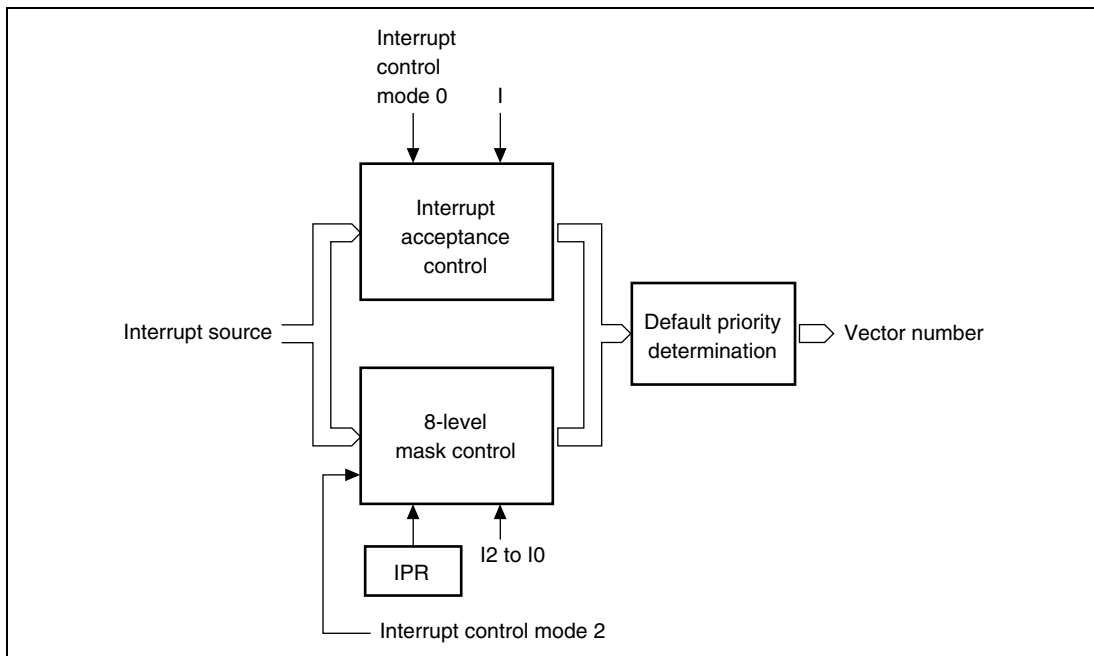 Interrupt
control
mode 0
I
Interrupt
acceptance
control
Interrupt source
Default priority
determination
Vector number
8-level
mask control
IPR
I2 to I0
Interrupt control mode 2